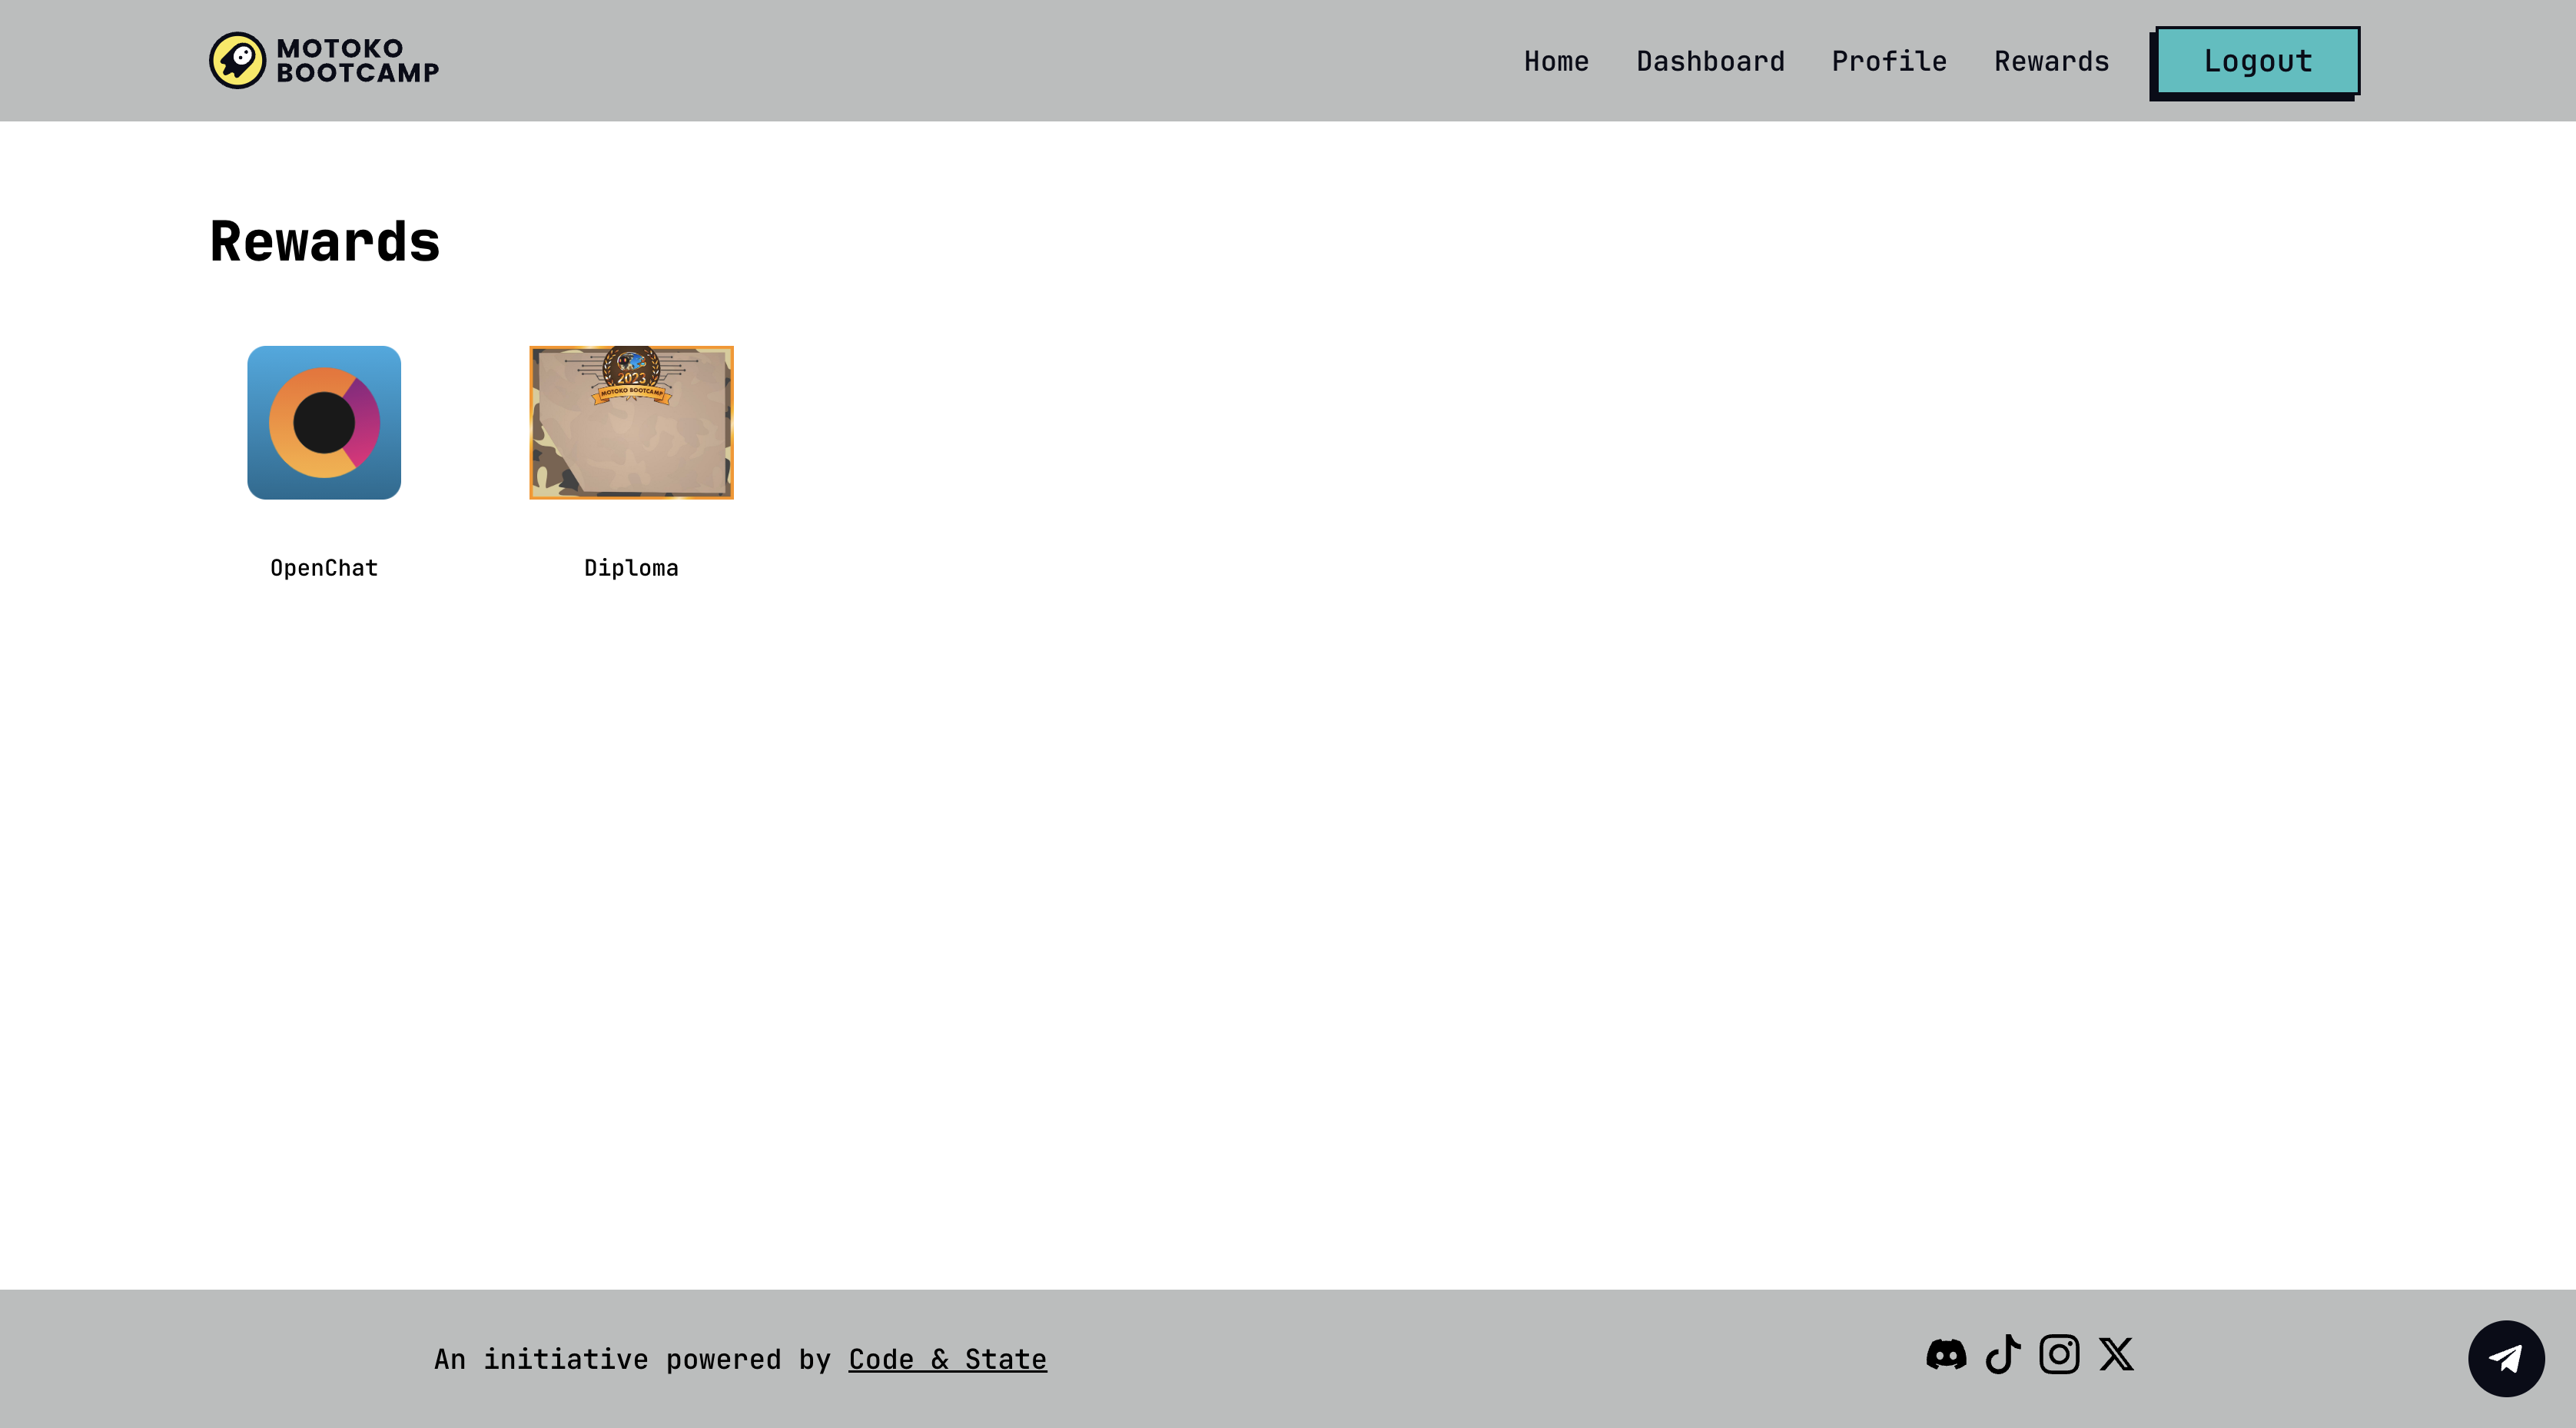 MOTOKO
BOOTCAMP
Home Dashboard Profile Rewards Logout
Rewards
2023
MOTOKO BOOTCAMP
OpenChat Diploma
An initiative powered by Code & State